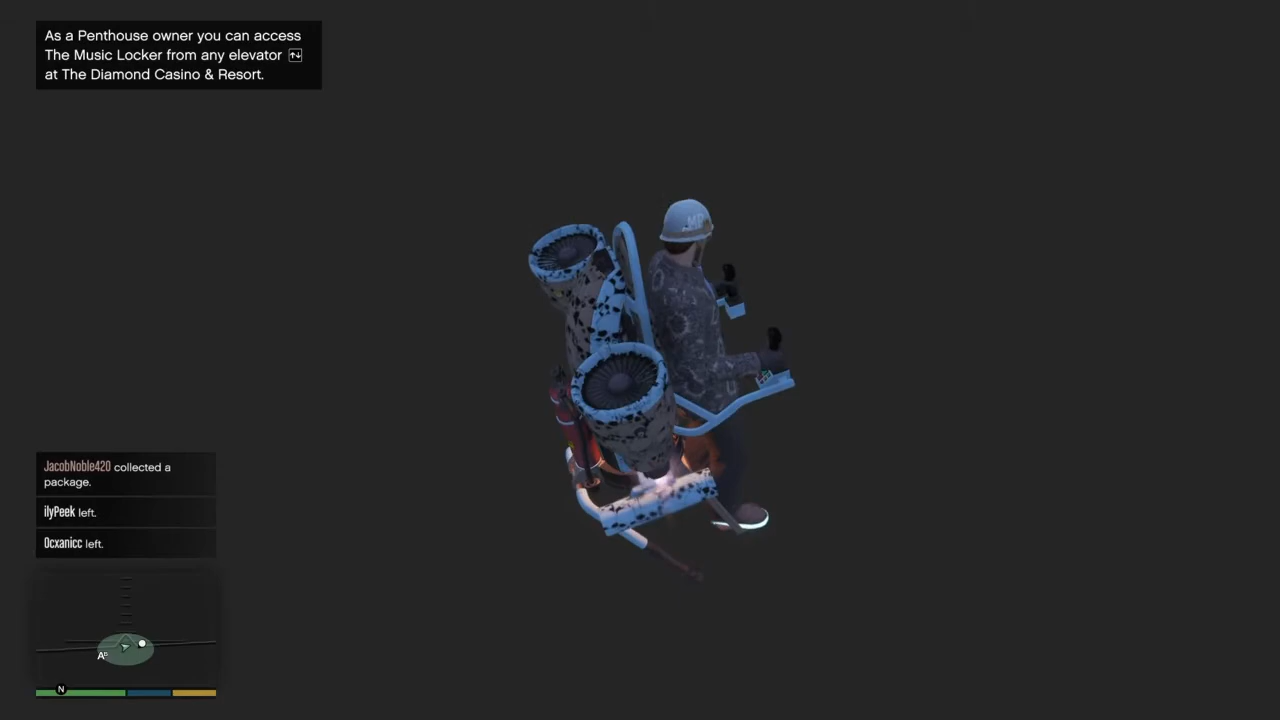 As a Penthouse owner you can access
The Music Locker from any elevator
at The Diamond Casino & Resort.
MP
JacobNoble420 collected a
package.
ilyPeek left.
Ocxanicc left.
A
N